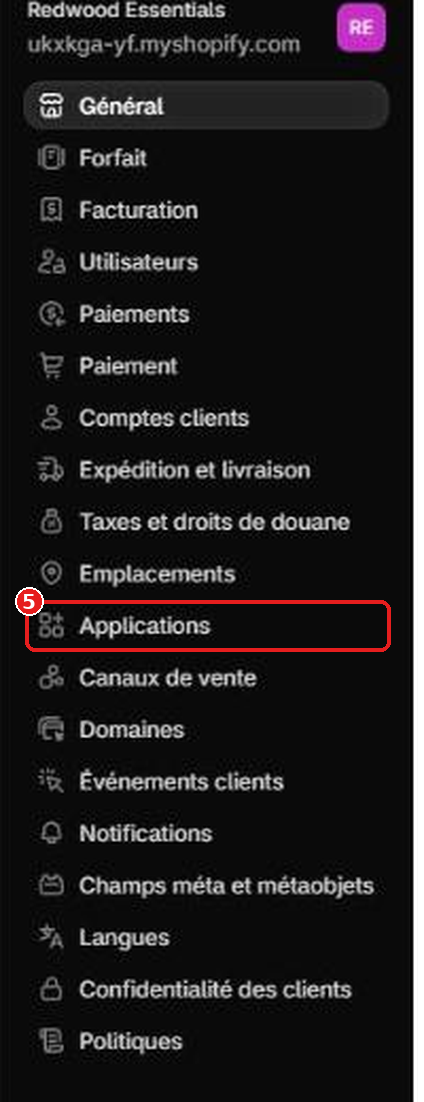 Redwood Essentials
ukxkga-yf.myshopify.com
RE
Général
Forfait
Facturation
Utilisateurs
Paiements
Paiement
Comptes clients
Expédition et livraison
Taxes et droits de douane
Emplacements
5
Applications
Canaux de vente
Domaines
Événements clients
Notifications
Champs méta et métaobjets
Langues
Confidentialité des clients
Politiques